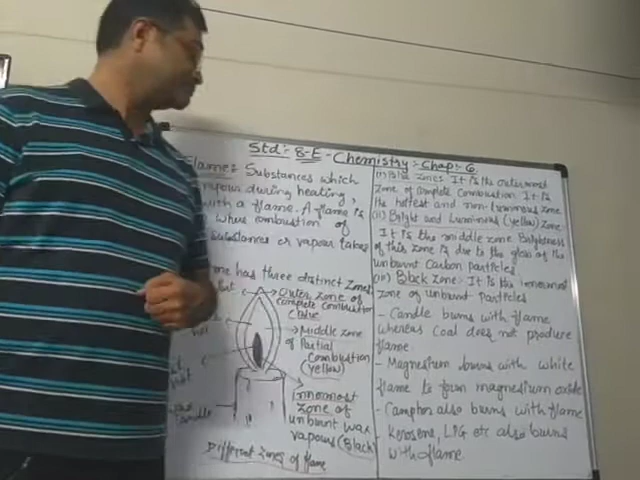 Std:- 8-E - Chemistry :- Chap:- 6
Flame: Substances which
vapour during heating,
with a flame. A flame is
where combustion of
substances or vapour takes
has three distinct zones
Outer zone of
complete combustion
(Blue
Middle zone
of Partial
Combustion
(yellow)
innermost
zone of
unburnt wax
vapours (Black)
Different zones of flame
(i) Blue zone: It is the outermost
zone of complete Combustion It is
the hottest and non-luminous zone
(ii) Bright and Luminous (yellow) zone:
It is the middle zone Brightness
of this zone is due to the glow of the
unburnt Carbon particles
(iii) Black zone: It is the innermost
zone of unburnt particles
- Candle burns with flame
whereas Coal does not produce
flame
- Magnesium burns with white
flame to form magnesium oxide
- Camphor also burns with flame
Kerosene, LPG etc also burns
with flame